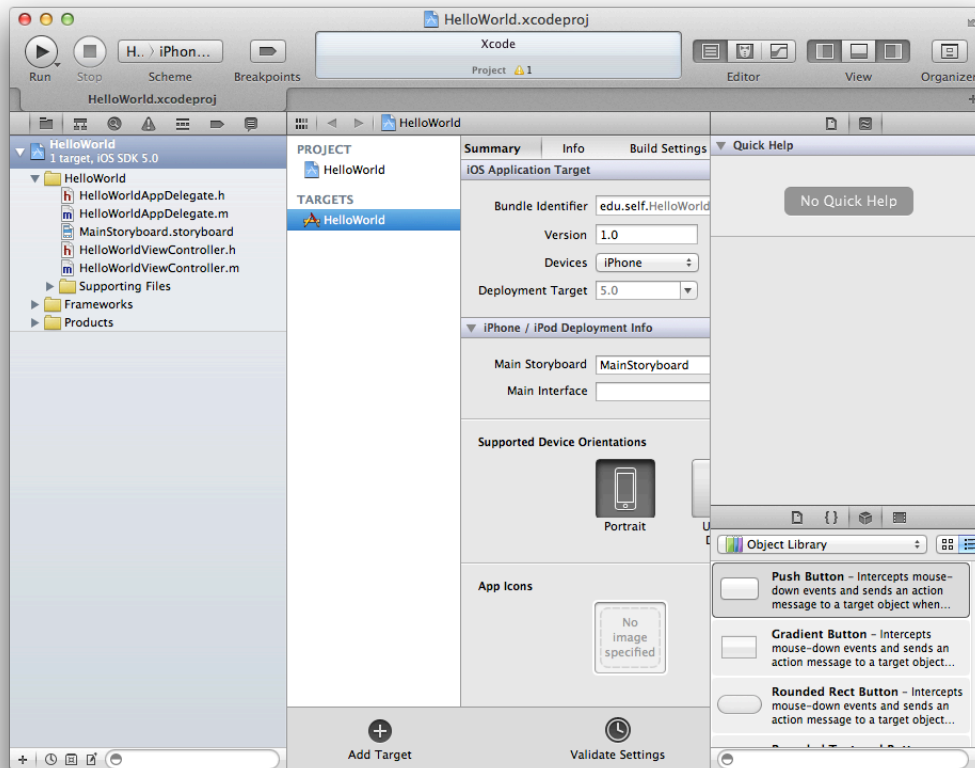 HelloWorld.xcodeproj
H.. › iPhon...
Xcode
Project 1
Run
Stop
Scheme
Breakpoints
Editor
View
Organizer
HelloWorld.xcodeproj
HelloWorld
HelloWorld
1 target, iOS SDK 5.0
HelloWorld
HelloWorldAppDelegate.h
HelloWorldAppDelegate.m
MainStoryboard.storyboard
HelloWorldViewController.h
HelloWorldViewController.m
Supporting Files
Frameworks
Products
PROJECT
HelloWorld
TARGETS
HelloWorld
Summary Info Build Settings
iOS Application Target
Bundle Identifier edu.self.HelloWorld
Version 1.0
Devices iPhone
Deployment Target 5.0
iPhone / iPod Deployment Info
Main Storyboard MainStoryboard
Main Interface
Supported Device Orientations
Portrait
App Icons
No
image
specified
Add Target
Validate Settings
Quick Help
No Quick Help
{}
Object Library
Push Button – Intercepts mouse-
down events and sends an action
message to a target object when...
Gradient Button – Intercepts
mouse-down events and sends an
action message to a target object...
Rounded Rect Button – Intercepts
mouse-down events and sends an
action message to a target object...